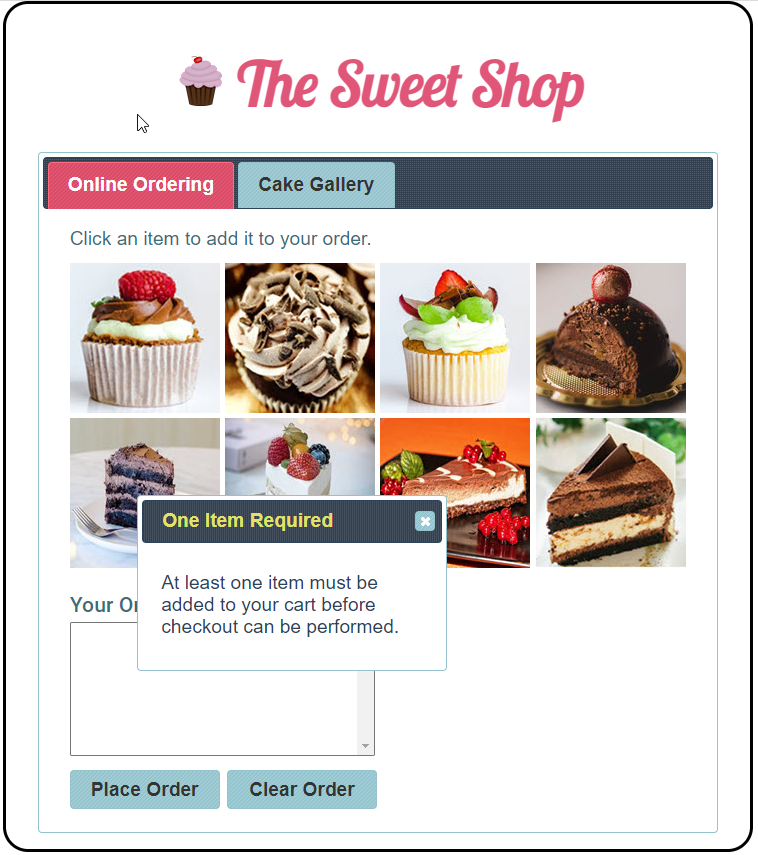 The Sweet Shop
Online Ordering
Cake Gallery
Click an item to add it to your order.
One Item Required
At least one item must be
added to your cart before
checkout can be performed.
Your
Place Order
Clear Order